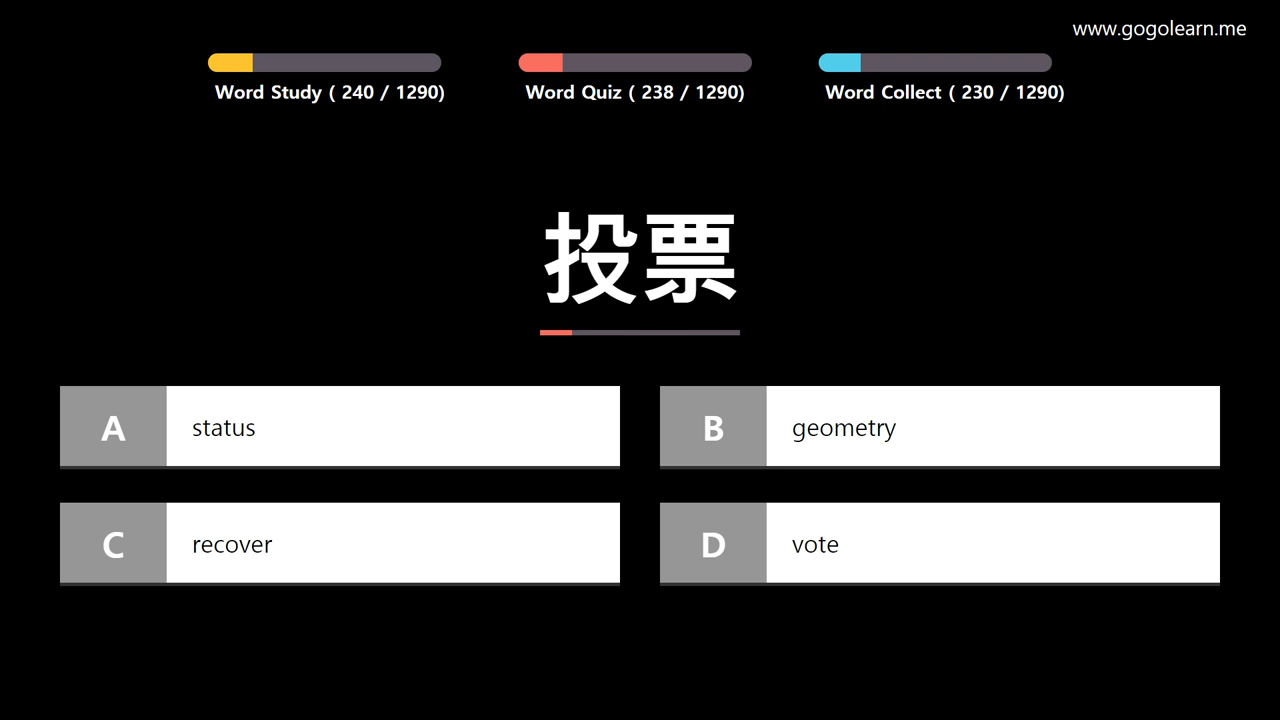 www.gogolearn.me
Word Study ( 240 / 1290)
Word Quiz ( 238 / 1290)
Word Collect ( 230 / 1290)
投票
A status
B geometry
C recover
D vote